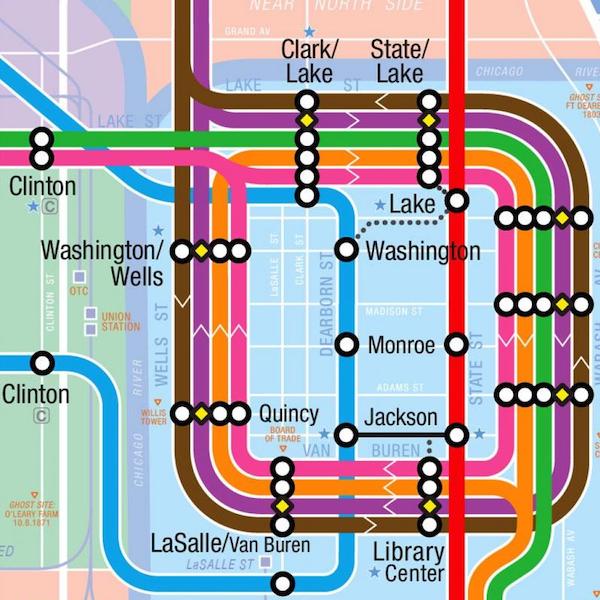 NEAR NORTH SIDE
GRAND AV
Clark/
Lake
State/
Lake
CHICAGO RIVER
LAKE ST
GHOST S
FT DEARB
1803
LAKE ST
Clinton
C
Lake
Washington/
Wells
Washington
LaSALLE ST
CLARK ST
OTC
UNION
STATION
CLINTON ST
WELLS ST
DEARBORN ST
MADISON ST
Monroe
STATE ST
WABASH AV
CHICAGO RIVER
ADAMS ST
Clinton
C
WILLIS
TOWER
Quincy
BOARD
OF TRADE
Jackson
VAN BUREN
GHOST SITE:
O'LEARY FARM
10.8.1871
ED
LaSalle/Van Buren
LaSALLE ST
Library
Center
WABASH AV